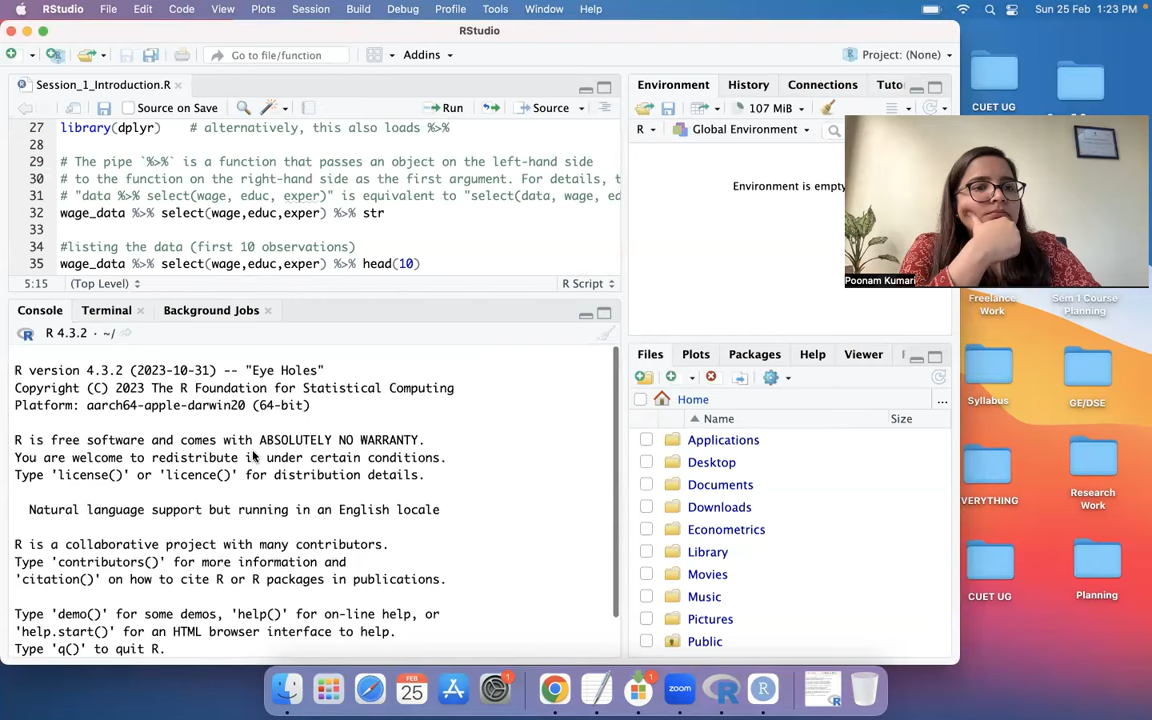 RStudio File Edit Code View Plots Session Build Debug Profile Tools Window Help Sun 25 Feb 1:23 PM
RStudio
Go to file/function Addins Project: (None)
Session_1_Introduction.R
Source on Save Run Source
27 library(dplyr) # alternatively, this also loads %>%
28
29 # The pipe `%>%` is a function that passes an object on the left-hand side
30 # to the function on the right-hand side as the first argument. For details, t
31 # "data %>% select(wage, educ, exper)" is equivalent to "select(data, wage, ed
32 wage_data %>% select(wage,educ,exper) %>% str
33
34 #listing the data (first 10 observations)
35 wage_data %>% select(wage,educ,exper) %>% head(10)
5:15 (Top Level) R Script
Console Terminal Background Jobs
R 4.3.2 · ~/
R version 4.3.2 (2023-10-31) -- "Eye Holes"
Copyright (C) 2023 The R Foundation for Statistical Computing
Platform: aarch64-apple-darwin20 (64-bit)
R is free software and comes with ABSOLUTELY NO WARRANTY.
You are welcome to redistribute it under certain conditions.
Type 'license()' or 'licence()' for distribution details.
Natural language support but running in an English locale
R is a collaborative project with many contributors.
Type 'contributors()' for more information and
'citation()' on how to cite R or R packages in publications.
Type 'demo()' for some demos, 'help()' for on-line help, or
'help.start()' for an HTML browser interface to help.
Type 'q()' to quit R.
Environment History Connections Tuto
107 MiB
R Global Environment
Environment is empty
Files Plots Packages Help Viewer
Home ...
Name Size
Applications
Desktop
Documents
Downloads
Econometrics
Library
Movies
Music
Pictures
Public
CUET UG
Poonam Kumari
Freelance
Work
Sem 1 Course
Planning
Syllabus
GE/DSE
VERYTHING
Research
Work
CUET UG
Planning
FEB
25
1
1
zoom